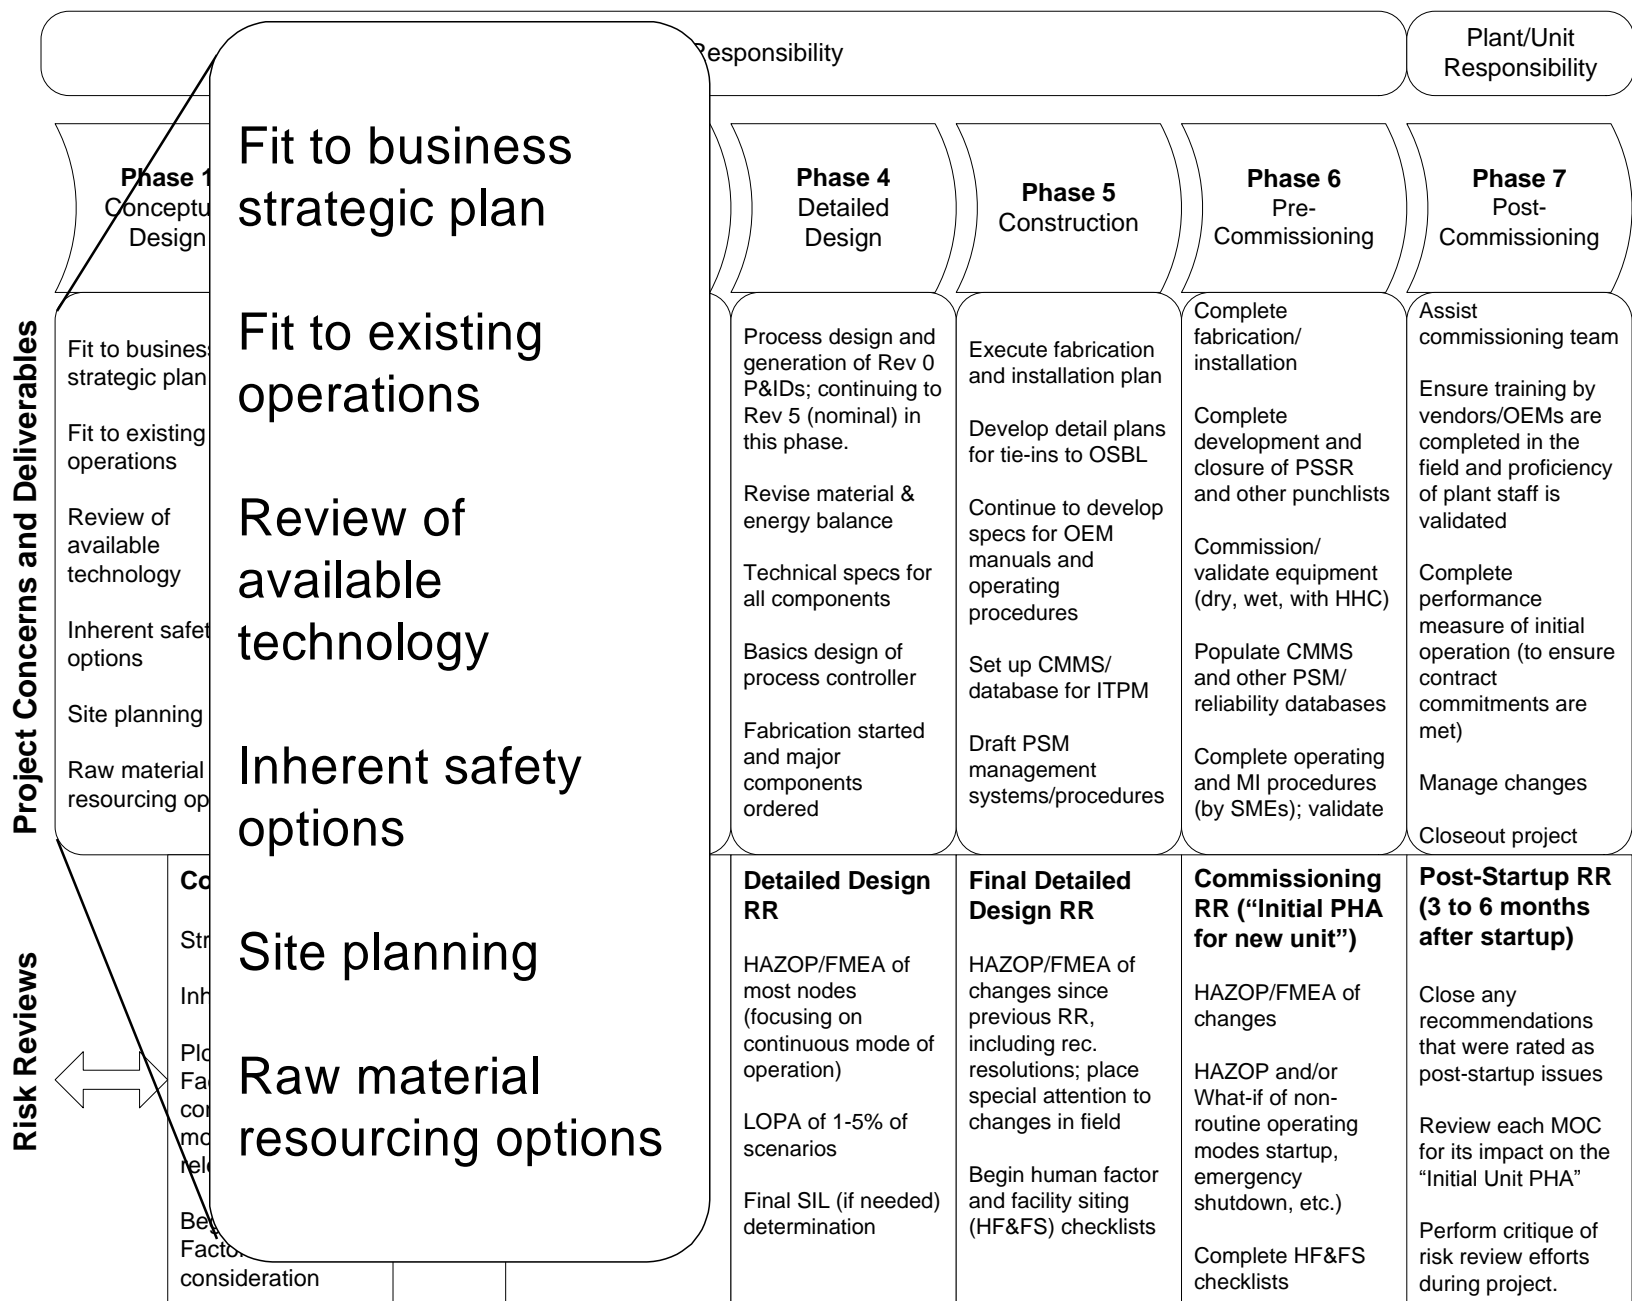 Responsibility
Plant/Unit
Responsibility
Phase 1
Design
Phase 4
Detailed
Design
Phase 5
Construction
Phase 6
Pre-
Commissioning
Phase 7
Post-
Commissioning
Project Concerns and Deliverables
Fit to business
strategic plan
Fit to existing
operations
Review of
available
technology
Inherent
options
Site planning
Raw material
resourcing
Fit to business
strategic plan
Fit to existing
operations
Review of
available
technology
Inherent safety
options
Site planning
Raw material
resourcing options
Process design and
generation of Rev 0
P&IDs; continuing to
Rev 5 (nominal) in
this phase.
Revise material &
energy balance
Technical specs for
all components
Basics design of
process controller
Fabrication started
and major
components
ordered
Execute fabrication
and installation plan
Develop detail plans
for tie-ins to OSBL
Continue to develop
specs for OEM
manuals and
operating
procedures
Set up CMMS/
database for ITPM
Draft PSM
management
systems/procedures
Complete
fabrication/
installation
Complete
development and
closure of PSSR
and other punchlists
Commission/
validate equipment
(dry, wet, with HHC)
Populate CMMS
and other PSM/
reliability databases
Complete operating
and MI procedures
(by SMEs); validate
Assist
commissioning team
Ensure training by
vendors/OEMs are
completed in the
field and proficiency
of plant staff is
validated
Complete
performance
measure of initial
operation (to ensure
contract
commitments are
met)
Manage changes
Closeout project
Risk Reviews
consideration
Detailed Design
RR
HAZOP/FMEA of
most nodes
(focusing on
continuous mode of
operation)
LOPA of 1-5% of
scenarios
Final SIL (if needed)
determination
Final Detailed
Design RR
HAZOP/FMEA of
changes since
previous RR,
including rec.
resolutions; place
special attention to
changes in field
Begin human factor
and facility siting
(HF&FS) checklists
Commissioning
RR (“Initial PHA
for new unit”)
HAZOP/FMEA of
changes
HAZOP and/or
What-if of non-
routine operating
modes startup,
emergency
shutdown, etc.)
Complete HF&FS
checklists
Post-Startup RR
(3 to 6 months
after startup)
Close any
recommendations
that were rated as
post-startup issues
Review each MOC
for its impact on the
“Initial Unit PHA”
Perform critique of
risk review efforts
during project.